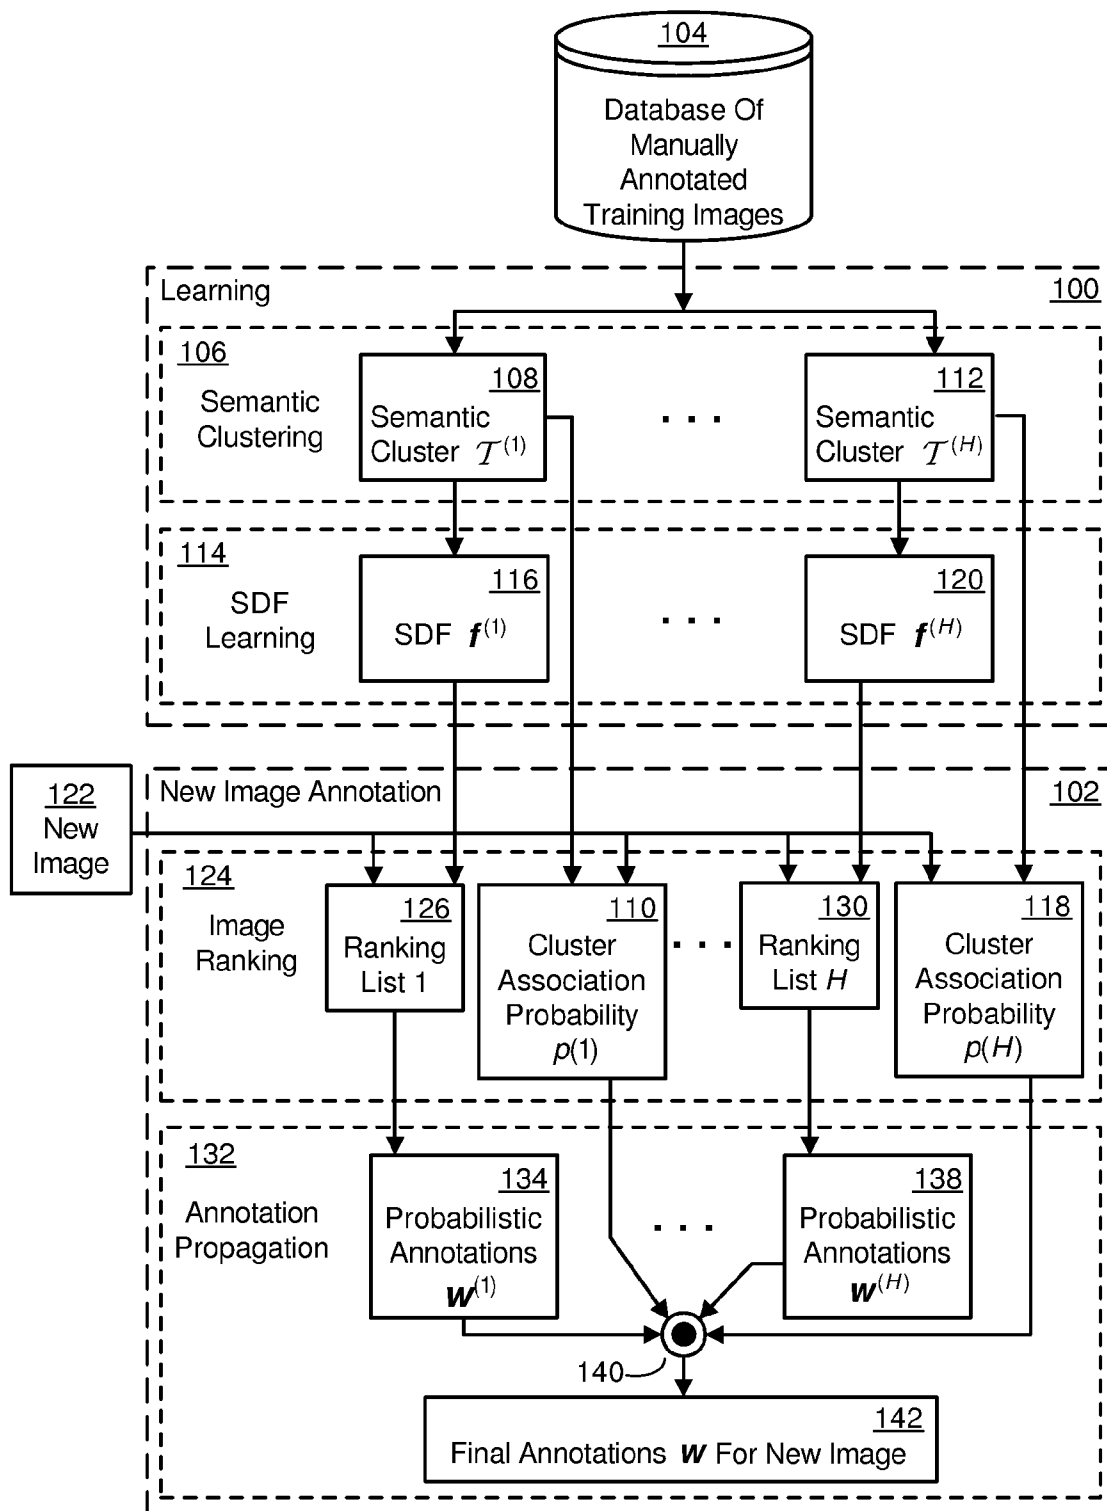 104
Database Of
Manually
Annotated
Training Images
Learning
100
106
Semantic
Clustering
108
Semantic
Cluster 𝒯⁽¹⁾
. . .
112
Semantic
Cluster 𝒯⁽ᴴ⁾
114
SDF
Learning
116
SDF f⁽¹⁾
. . .
120
SDF f⁽ᴴ⁾
122
New
Image
New Image Annotation
102
124
Image
Ranking
126
Ranking
List 1
110
Cluster
Association
Probability
p(1)
. . .
130
Ranking
List H
118
Cluster
Association
Probability
p(H)
132
Annotation
Propagation
134
Probabilistic
Annotations
w⁽¹⁾
. . .
138
Probabilistic
Annotations
w⁽ᴴ⁾
140
142
Final Annotations w For New Image